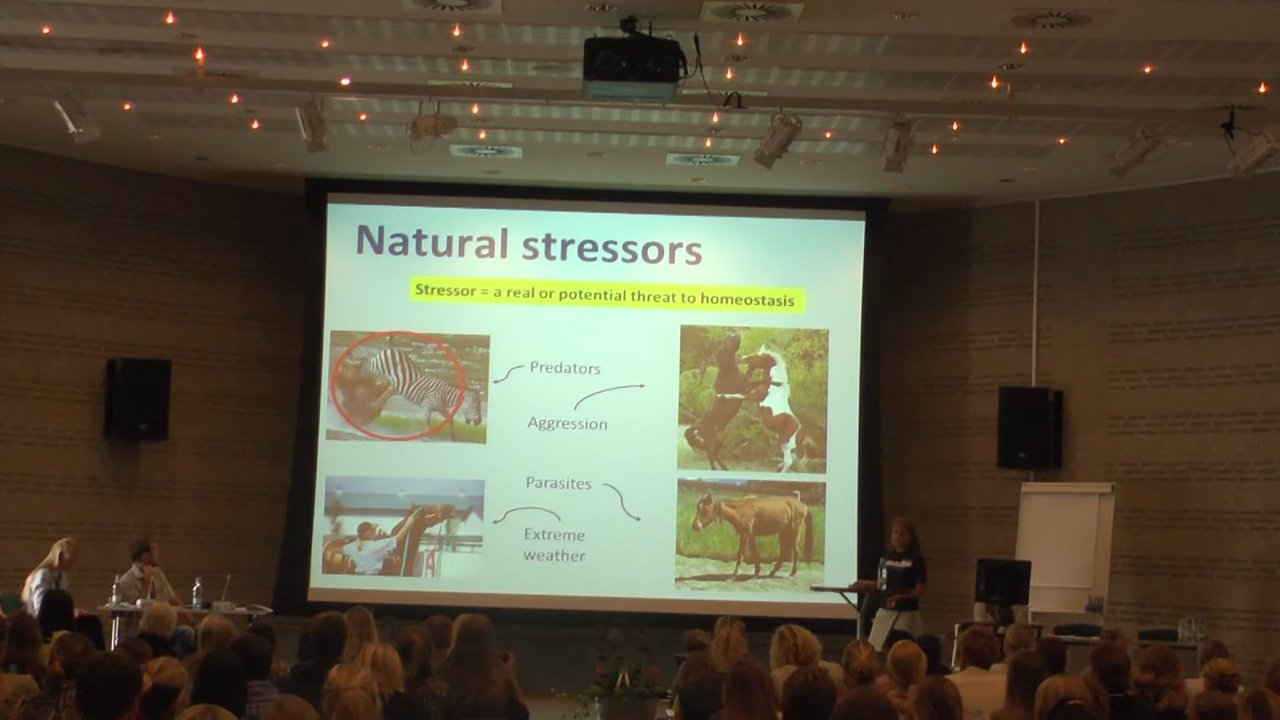 Natural stressors
Stressor = a real or potential threat to homeostasis
Predators
Aggression
Parasites
Extreme
weather